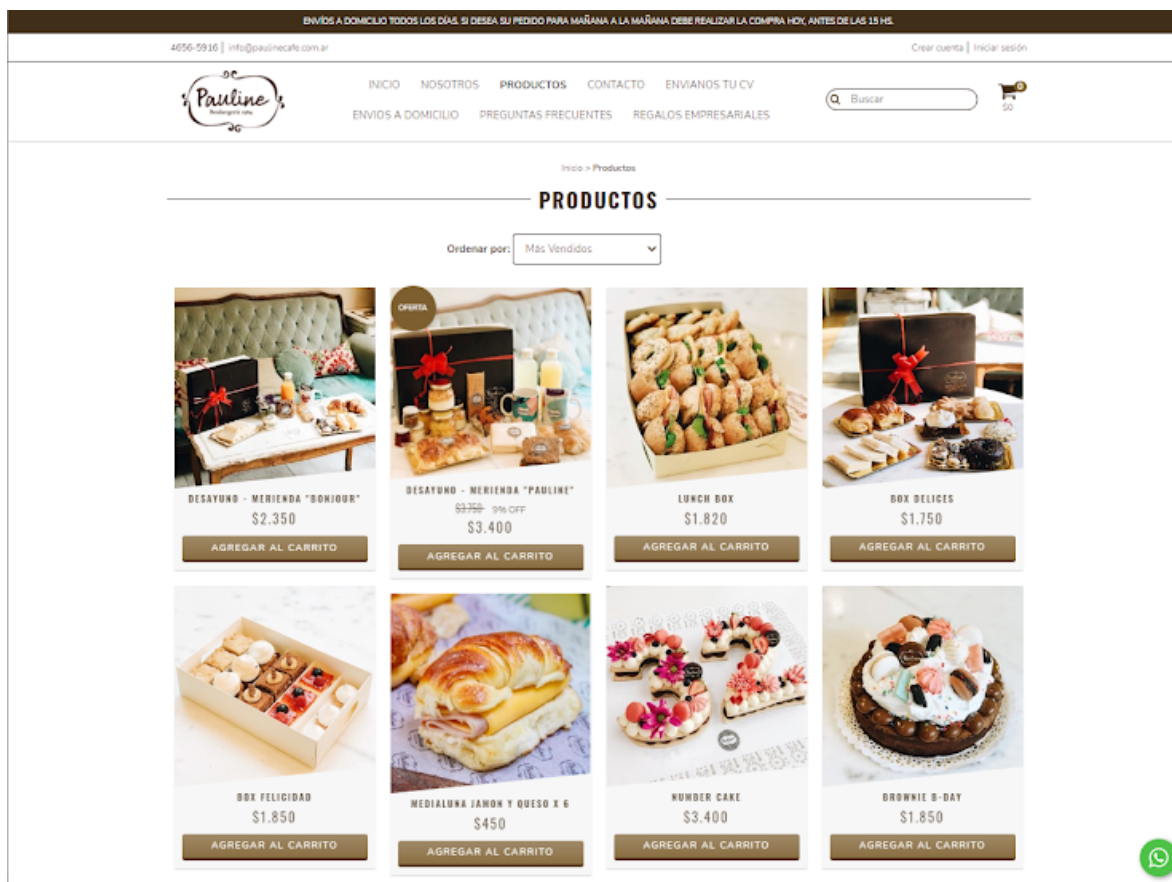 ENVÍOS A DOMICILIO TODOS LOS DÍAS. SI DESEA SU PEDIDO PARA MAÑANA A LA MAÑANA DEBE REALIZAR LA COMPRA HOY, ANTES DE LAS 15 HS.
4656-5916 | info@paulinecafe.com.ar
Crear cuenta | Iniciar sesión
Pauline
INICIO NOSOTROS PRODUCTOS CONTACTO ENVIANOS TU CV
ENVIOS A DOMICILIO PREGUNTAS FRECUENTES REGALOS EMPRESARIALES
Buscar
0
$0
Inicio > Productos
PRODUCTOS
Ordenar por: Más Vendidos
OFERTA
DESAYUNO - MERIENDA "BONJOUR"
$2.350
AGREGAR AL CARRITO
DESAYUNO - MERIENDA "PAULINE"
$3.750 9% OFF
$3.400
AGREGAR AL CARRITO
LUNCH BOX
$1.820
AGREGAR AL CARRITO
BOX DELICES
$1.750
AGREGAR AL CARRITO
BOX FELICIDAD
$1.850
AGREGAR AL CARRITO
MEDIALUNA JAMON Y QUESO X 6
$450
AGREGAR AL CARRITO
NUMBER CAKE
$3.400
AGREGAR AL CARRITO
BROWNIE B-DAY
$1.850
AGREGAR AL CARRITO